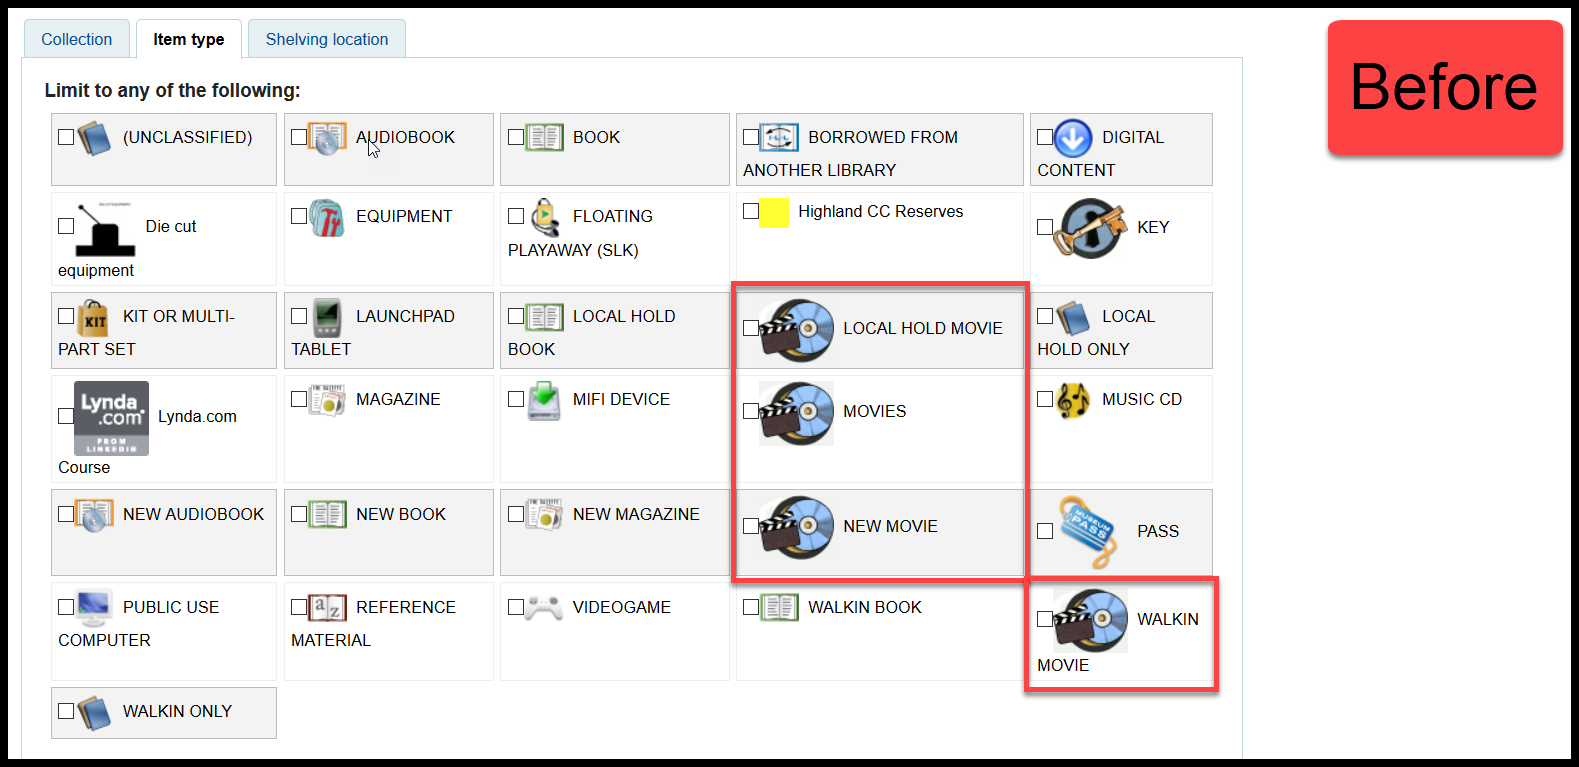 Collection
Item type
Shelving location
Before
Limit to any of the following:
(UNCLASSIFIED)
AUDIOBOOK
BOOK
BORROWED FROM
ANOTHER LIBRARY
DIGITAL
CONTENT
Die cut
equipment
EQUIPMENT
FLOATING
PLAYAWAY (SLK)
Highland CC Reserves
KEY
KIT
KIT OR MULTI-
PART SET
LAUNCHPAD
TABLET
LOCAL HOLD
BOOK
LOCAL HOLD MOVIE
LOCAL
HOLD ONLY
Lynda
.com
FROM
LINKEDIN
Lynda.com
Course
MAGAZINE
MIFI DEVICE
MOVIES
MUSIC CD
NEW AUDIOBOOK
NEW BOOK
NEW MAGAZINE
NEW MOVIE
MUSEUM
PASS
PASS
PUBLIC USE
COMPUTER
a z
REFERENCE
MATERIAL
VIDEOGAME
WALKIN BOOK
WALKIN
MOVIE
WALKIN ONLY